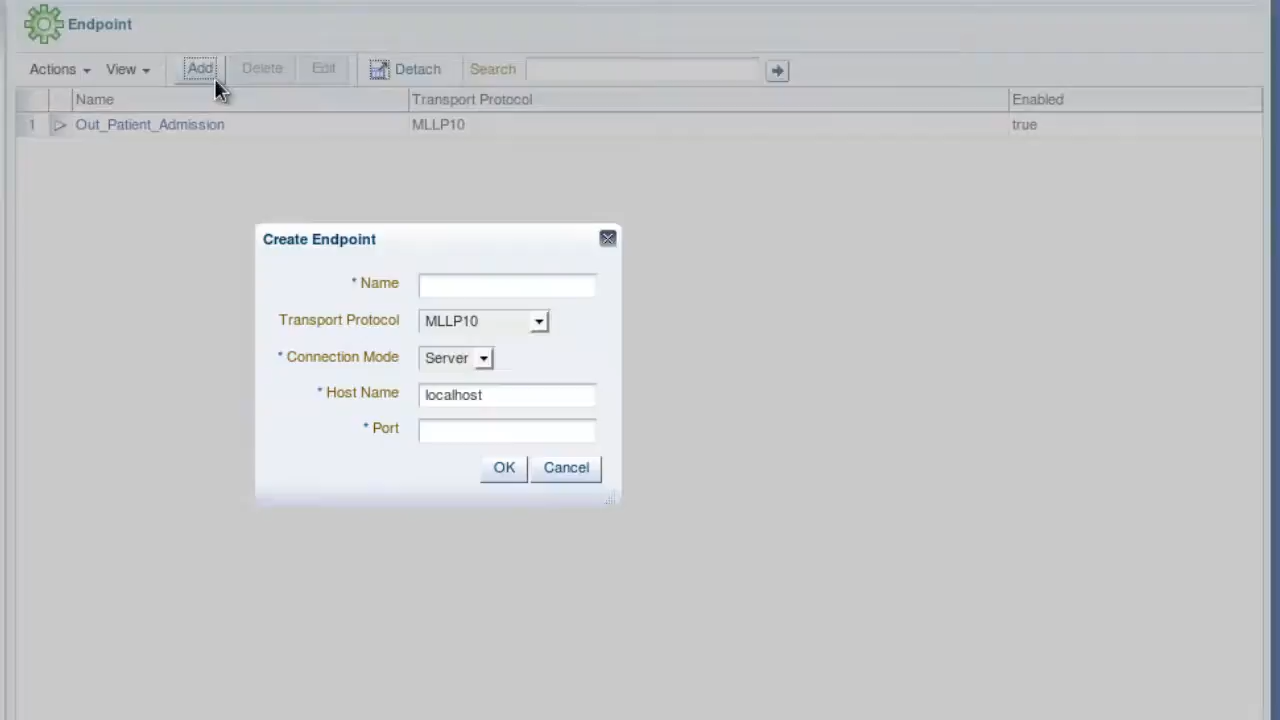 Endpoint
Actions View Add Delete Edit Detach Search
Name Transport Protocol Enabled
1 Out_Patient_Admission MLLP10 true
Create Endpoint
* Name
Transport Protocol MLLP10
* Connection Mode Server
* Host Name localhost
* Port
OK Cancel